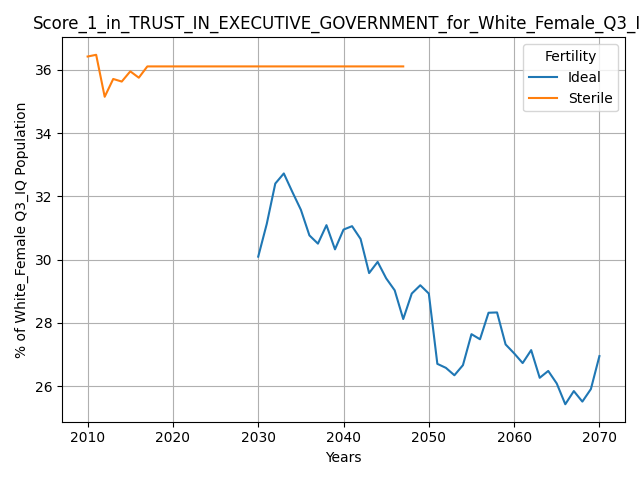 Score_1_in_TRUST_IN_EXECUTIVE_GOVERNMENT_for_White_Female_Q3_I
Fertility
Ideal
Sterile
% of White_Female Q3_IQ Population
36
34
32
30
28
26
2010 2020 2030 2040 2050 2060 2070
Years